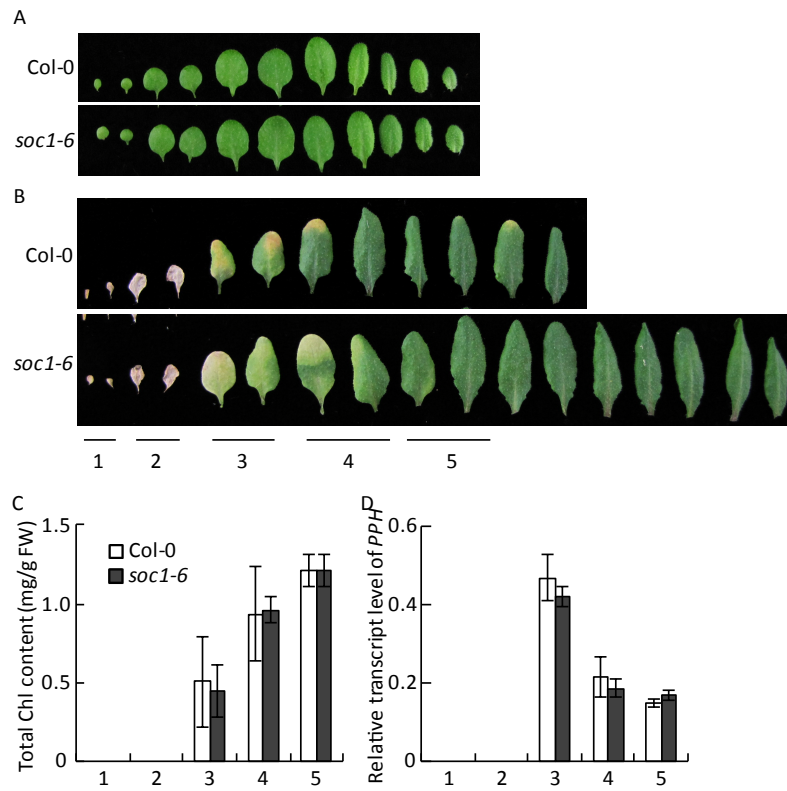 A
Col-0
soc1-6
B
Col-0
soc1-6
1 2 3 4 5
C
Total Chl content (mg/g FW)
1.5
1.0
0.5
0
Col-0
soc1-6
1 2 3 4 5
D
Relative transcript level of PPH
0.6
0.4
0.2
0
1 2 3 4 5